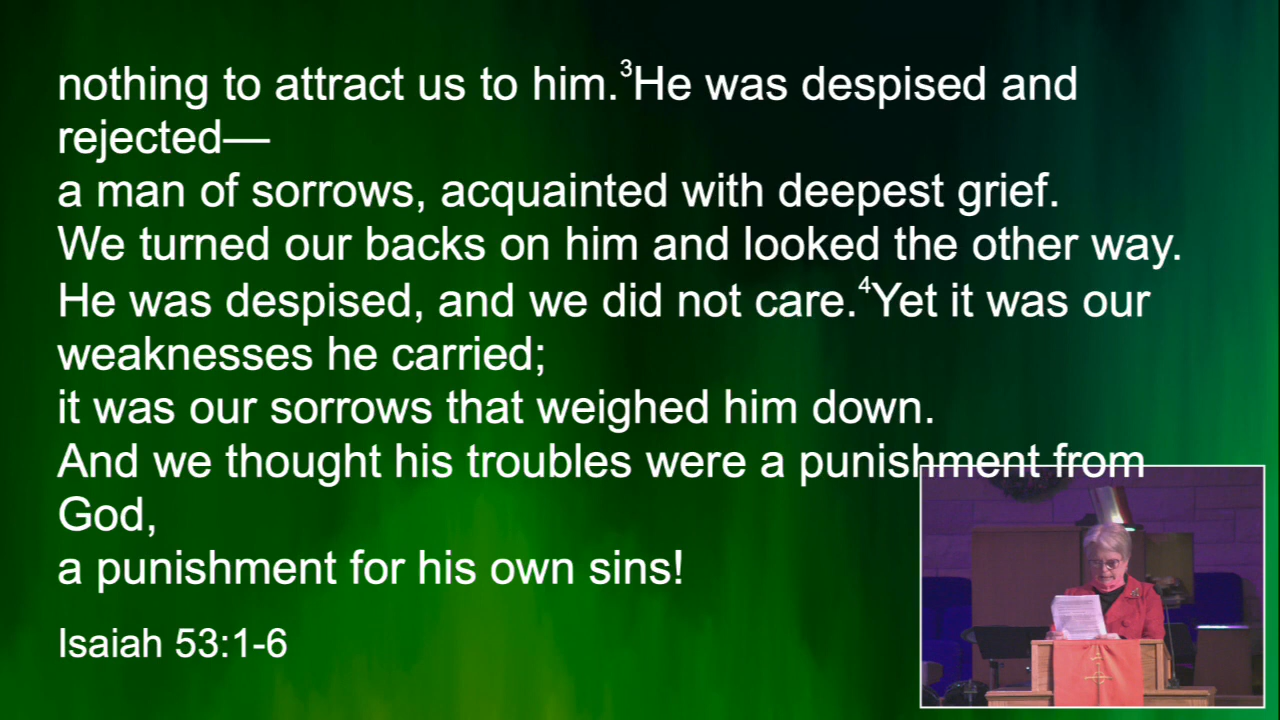 nothing to attract us to him.³He was despised and
rejected—
a man of sorrows, acquainted with deepest grief.
We turned our backs on him and looked the other way.
He was despised, and we did not care.⁴Yet it was our
weaknesses he carried;
it was our sorrows that weighed him down.
And we thought his troubles were a punishment from
God,
a punishment for his own sins!
Isaiah 53:1-6